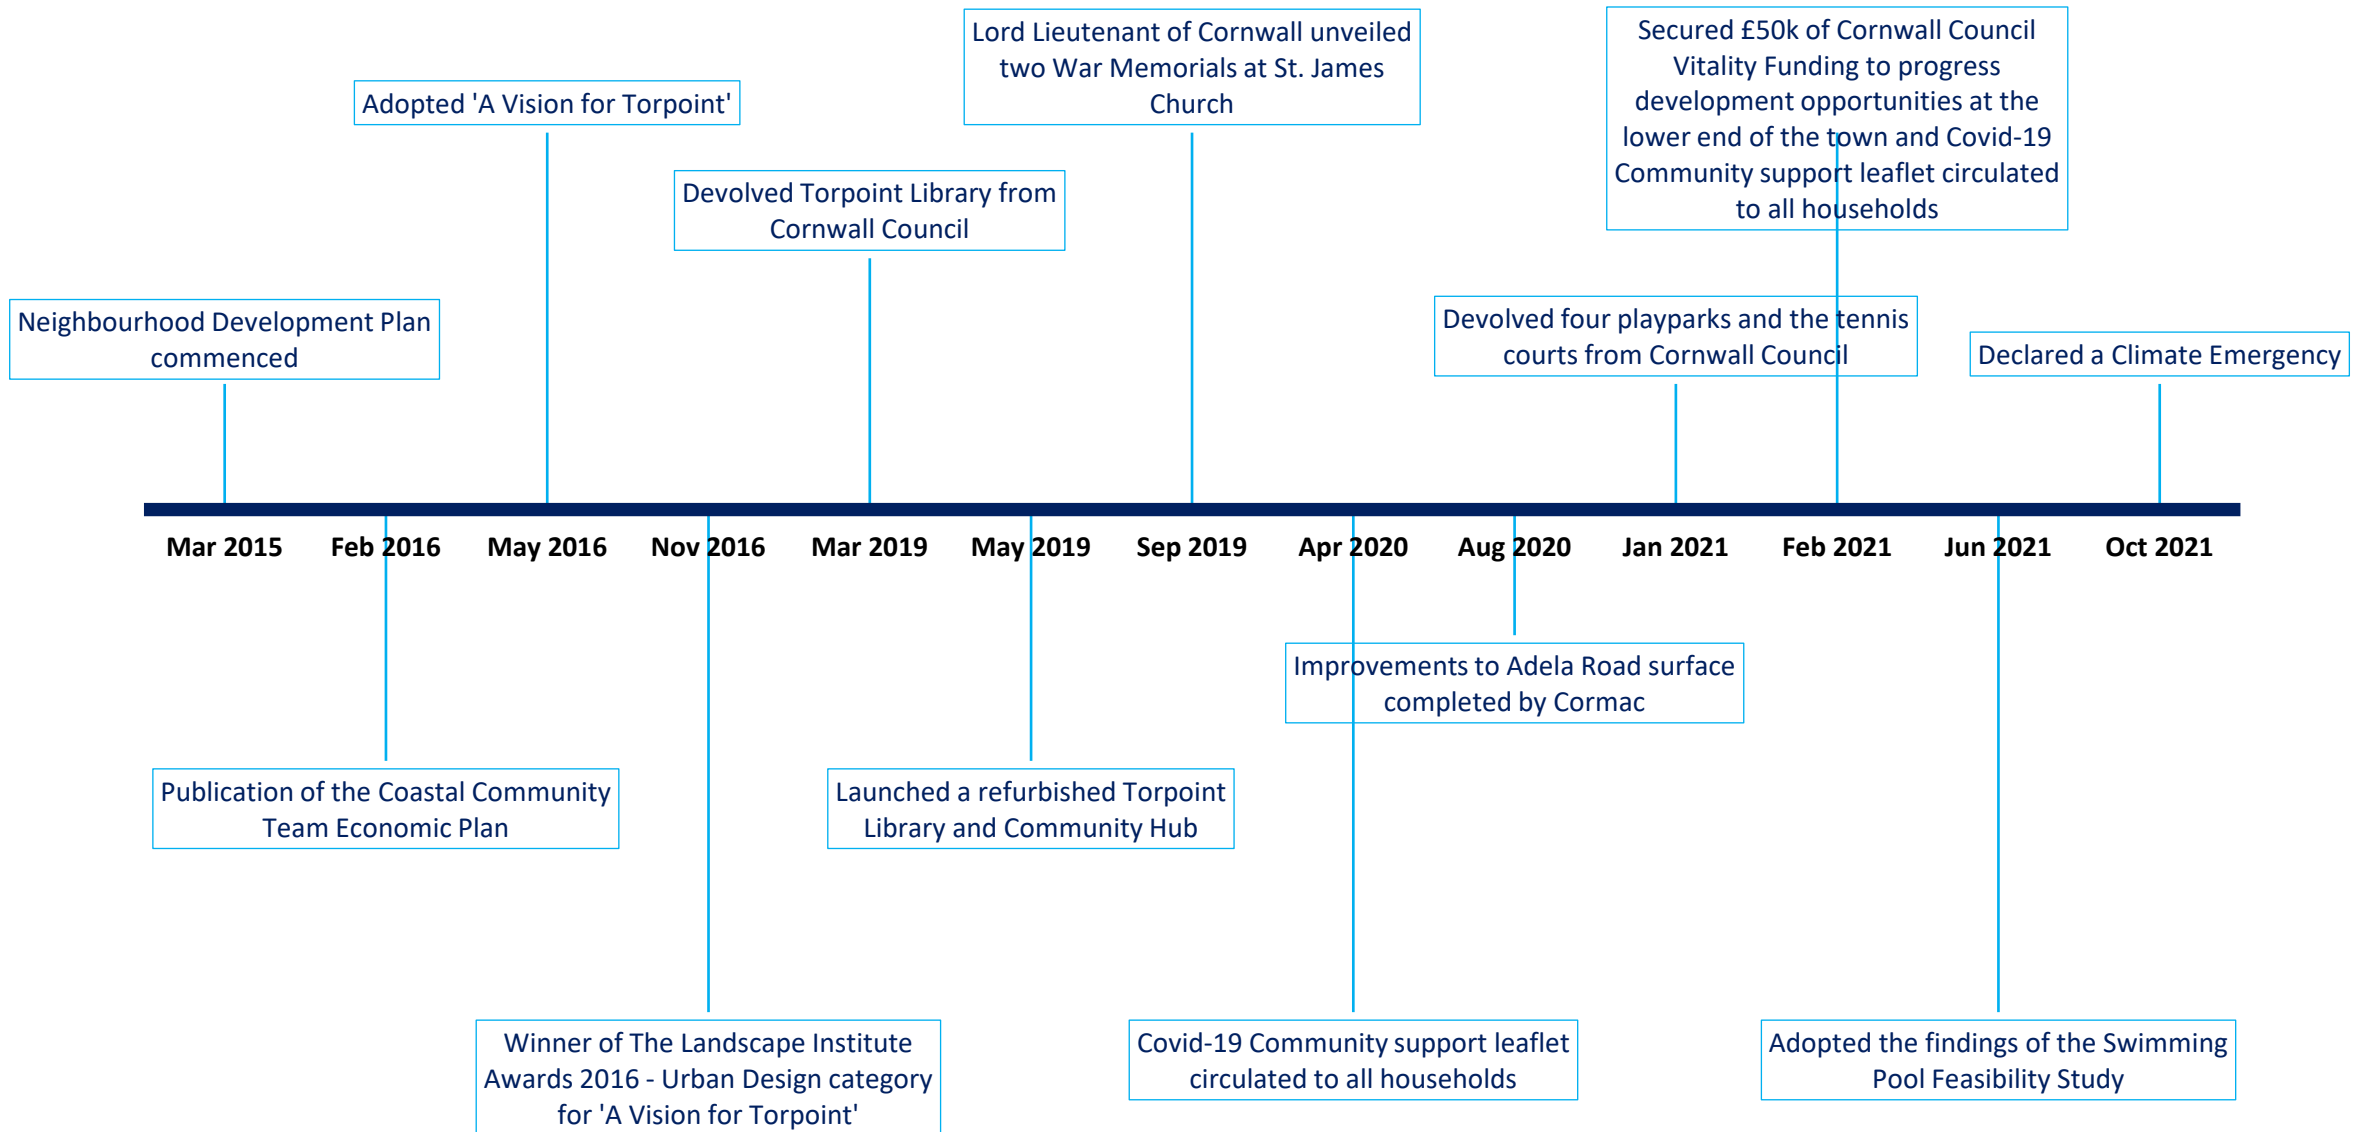 Lord Lieutenant of Cornwall unveiled
two War Memorials at St. James
Church
Secured £50k of Cornwall Council
Vitality Funding to progress
development opportunities at the
lower end of the town and Covid-19
Community support leaflet circulated
to all households
Adopted 'A Vision for Torpoint'
Devolved Torpoint Library from
Cornwall Council
Neighbourhood Development Plan
commenced
Devolved four playparks and the tennis
courts from Cornwall Council
Declared a Climate Emergency
Mar 2015 Feb 2016 May 2016 Nov 2016 Mar 2019 May 2019 Sep 2019 Apr 2020 Aug 2020 Jan 2021 Feb 2021 Jun 2021 Oct 2021
Improvements to Adela Road surface
completed by Cormac
Publication of the Coastal Community
Team Economic Plan
Launched a refurbished Torpoint
Library and Community Hub
Winner of The Landscape Institute
Awards 2016 - Urban Design category
for 'A Vision for Torpoint'
Covid-19 Community support leaflet
circulated to all households
Adopted the findings of the Swimming
Pool Feasibility Study